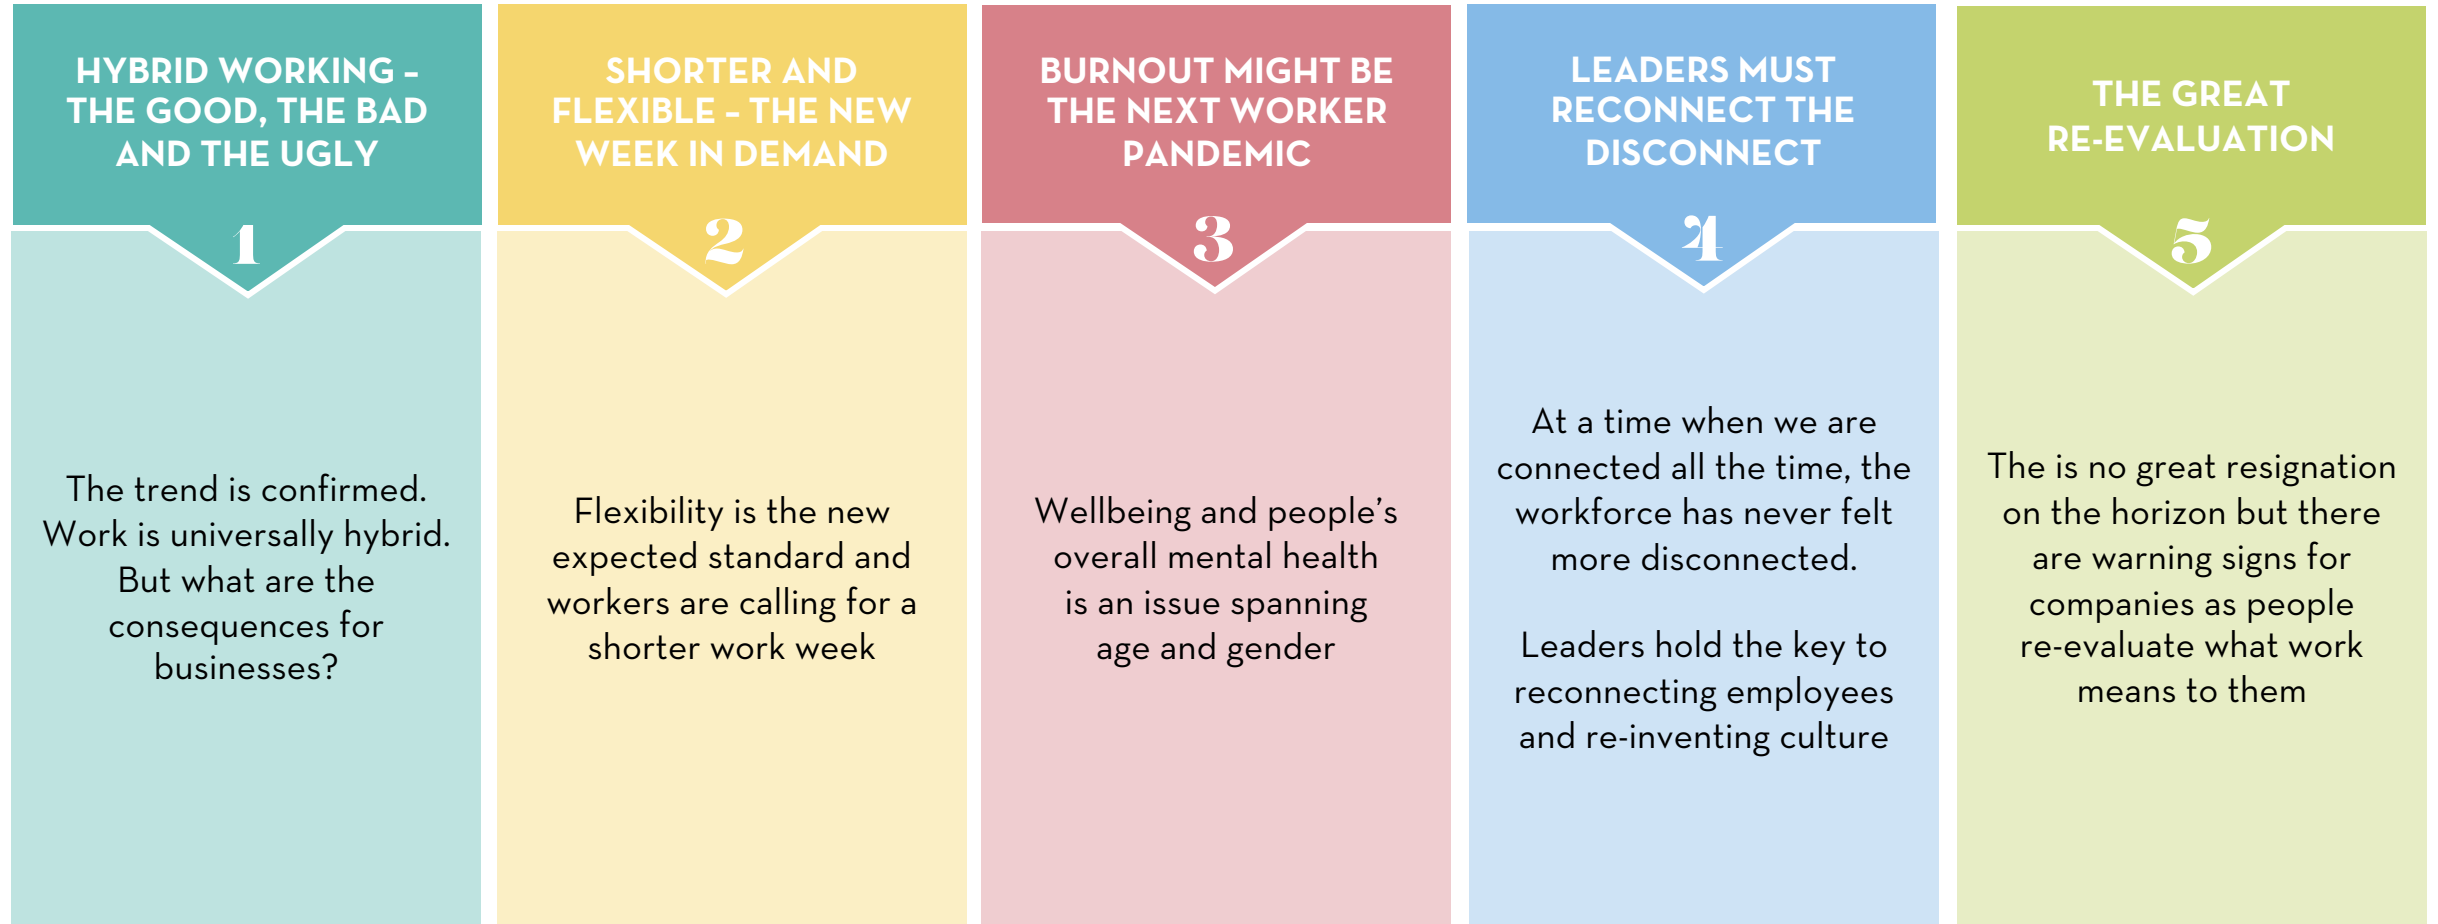 HYBRID WORKING –
THE GOOD, THE BAD
AND THE UGLY
1
The trend is confirmed.
Work is universally hybrid.
But what are the
consequences for
businesses?
SHORTER AND
FLEXIBLE – THE NEW
WEEK IN DEMAND
2
Flexibility is the new
expected standard and
workers are calling for a
shorter work week
BURNOUT MIGHT BE
THE NEXT WORKER
PANDEMIC
3
Wellbeing and people’s
overall mental health
is an issue spanning
age and gender
LEADERS MUST
RECONNECT THE
DISCONNECT
4
At a time when we are
connected all the time, the
workforce has never felt
more disconnected.
Leaders hold the key to
reconnecting employees
and re-inventing culture
THE GREAT
RE-EVALUATION
5
The is no great resignation
on the horizon but there
are warning signs for
companies as people
re-evaluate what work
means to them